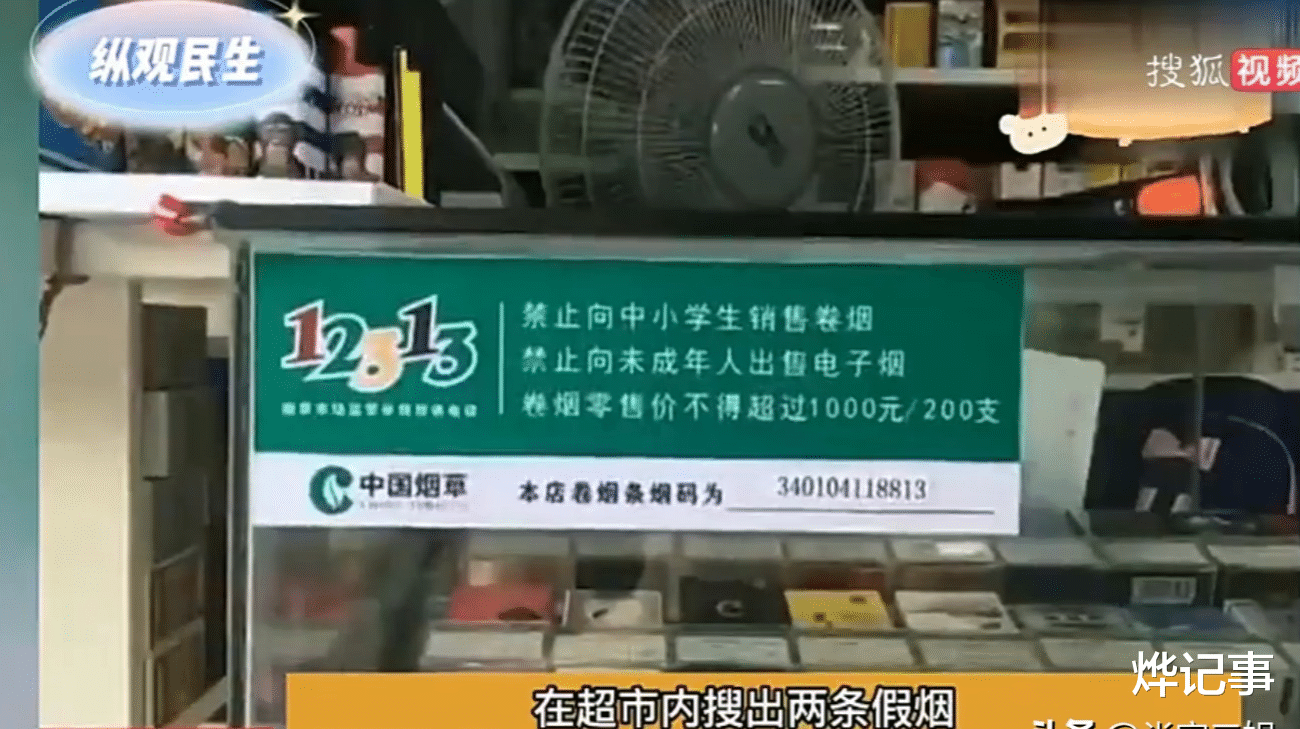 纵观民生
搜狐视频
12313
禁止向中小学生销售卷烟
禁止向未成年人出售电子烟
卷烟零售价不得超过1000元/200支
中国烟草
本店卷烟条烟码为 340104118813
在超市内搜出两条假烟
烨记事